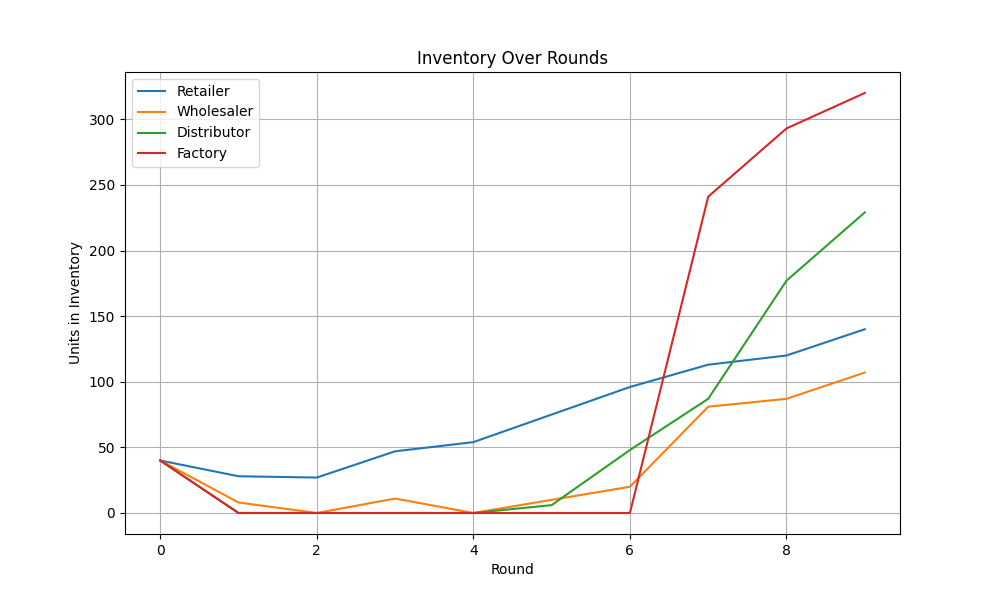 Inventory Over Rounds
Retailer
Wholesaler
Distributor
Factory
300
250
200
150
100
50
0
Units in Inventory
0 2 4 6 8
Round